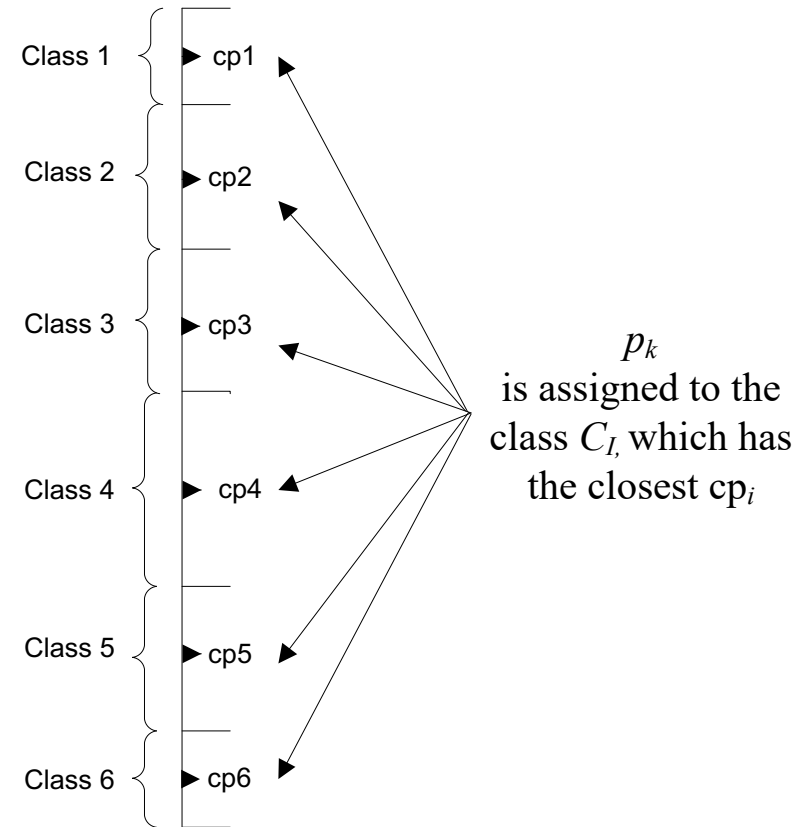 Class 1 cp1
Class 2 cp2
Class 3 cp3
Class 4 cp4
Class 5 cp5
Class 6 cp6
pk
is assigned to the
class CI, which has
the closest cpi